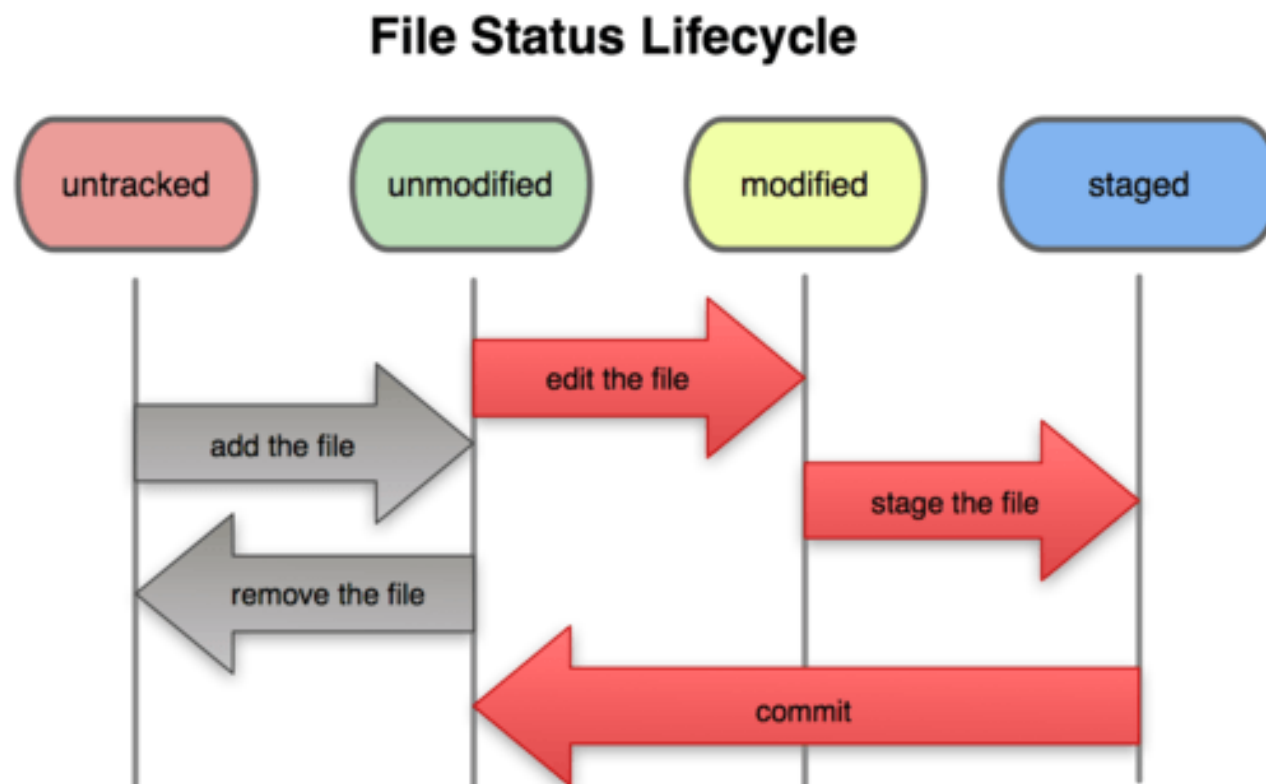 File Status Lifecycle
untracked
unmodified
modified
staged
edit the file
add the file
stage the file
remove the file
commit